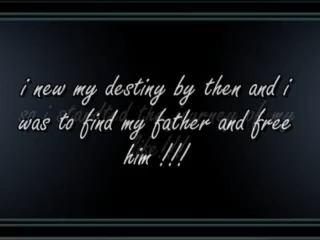 i new my destiny by then and i
was to find my father and free
him !!!